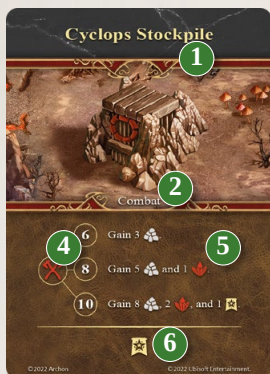 Cyclops Stockpile
1
2
Combat
6 Gain 3
4
5
8 Gain 5 and 1
10 Gain 8, 2, and 1
6
©2022 Archon
©2022 Ubisoft Entertainment.